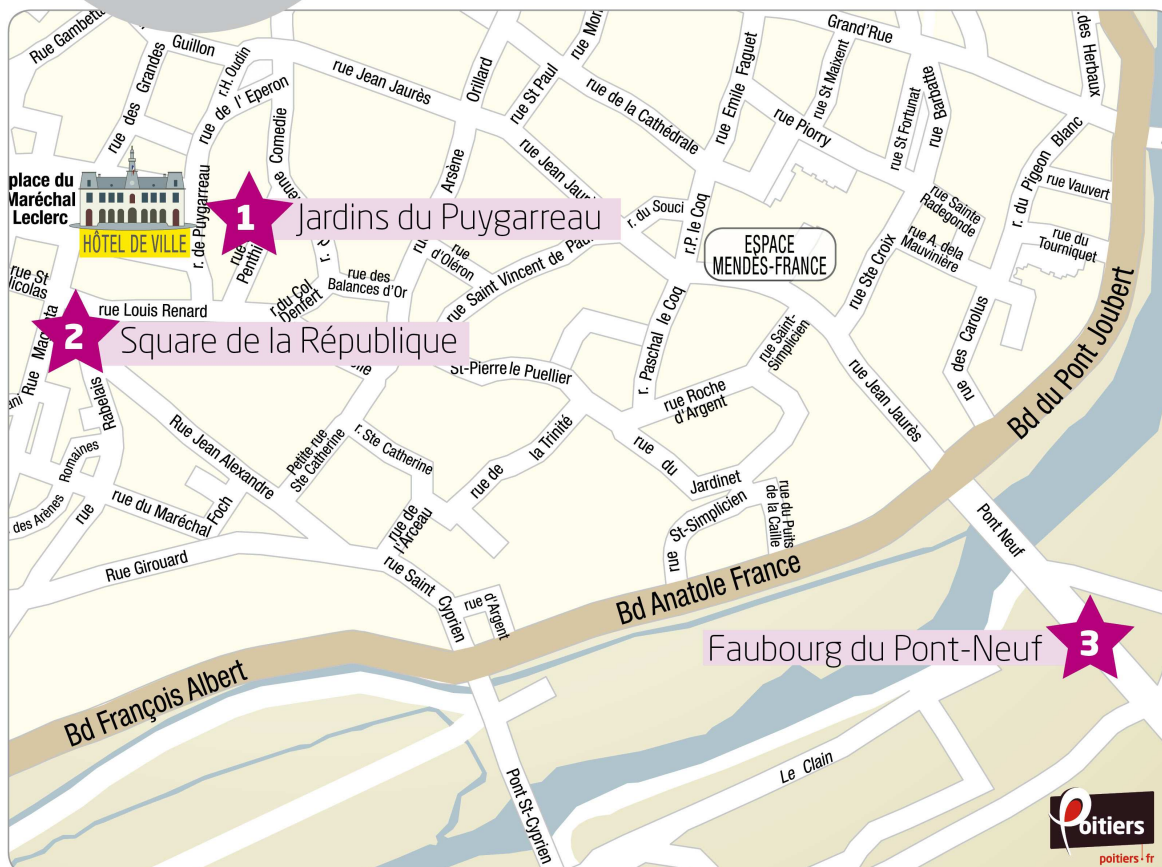 Rue Gambetta
rue des Grandes
Guillon
r.H. Oudin
rue de l' Eperon
Comedie
rue Jean Jaurès
Orillard
Arsène
rue St Paul
rue de la Cathédrale
rue Emile Faguet
Grand'Rue
rue St Maixent
rue Piorry
rue St Fortunat
rue Barbatte
.des Herbaux
r. du Pigeon Blanc
rue Vauvert
rue du
Tourniquet
rue Sainte
Radegonde
rue A. dela
Mauvinière
place du
Maréchal
Leclerc
HÔTEL DE VILLE
r. de Puygarreau
1
Jardins du Puygarreau
rue Jean
r. du Souci
r.P. le Coq
ESPACE
MENDÈS-FRANCE
rue Ste Croix
rue
d'Oléron
rue des
Balances d'Or
rue Saint Vincent de Paul
rue St
rue Louis Renard
r.du Col
Denfert
2
Square de la République
St-Pierre le Puellier
r. Paschal le Coq
rue Saint-
Simplicien
rue Roche
d'Argent
rue Jean Jaurès
rue des Carolus
Bd du Pont Joubert
Rabelais
rue
des Arènes Romaines
Rue Jean Alexandre
Petite rue
Ste Catherine
r. Ste Catherine
rue de la Trinité
rue du Jardinet
rue St-Simplicien
rue du Puits
de la Caille
rue du Maréchal Foch
rue de
l'Arceau
Rue Girouard
rue Saint Cyprien
rue
d'Argent
Bd Anatole France
Pont Neuf
Faubourg du Pont-Neuf
3
Bd François Albert
Pont St-Cyprien
Le Clain
Poitiers
poitiers.fr